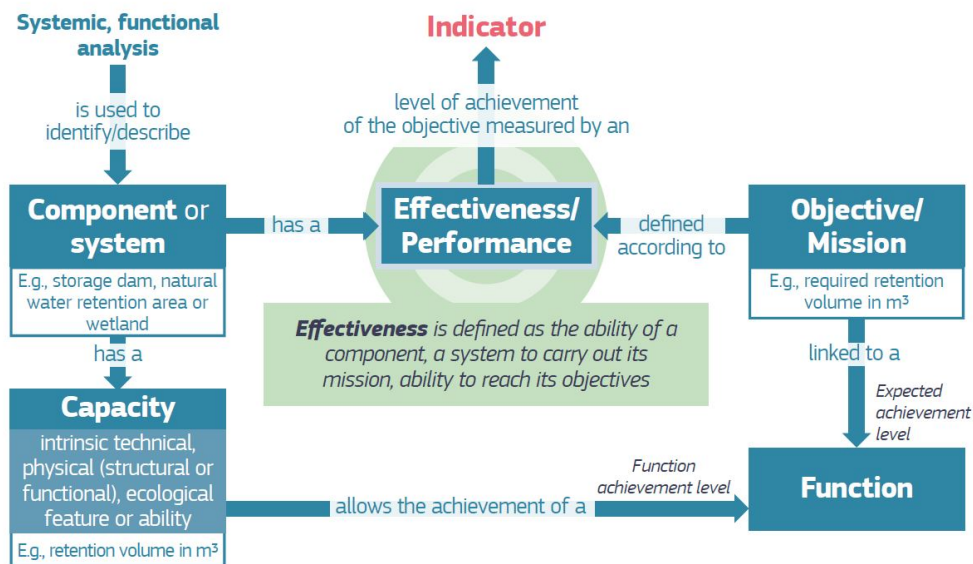 Systemic, functional
analysis
is used to
identify/describe
Indicator
level of achievement
of the objective measured by an
Component or
system
E.g., storage dam, natural
water retention area or
wetland
has a
Effectiveness/
Performance
defined
according to
Objective/
Mission
E.g., required retention
volume in m³
Effectiveness is defined as the ability of a
component, a system to carry out its
mission, ability to reach its objectives
has a
linked to a
Expected
achievement
level
Capacity
intrinsic technical,
physical (structural or
functional), ecological
feature or ability
E.g., retention volume in m³
allows the achievement of a
Function
achievement level
Function